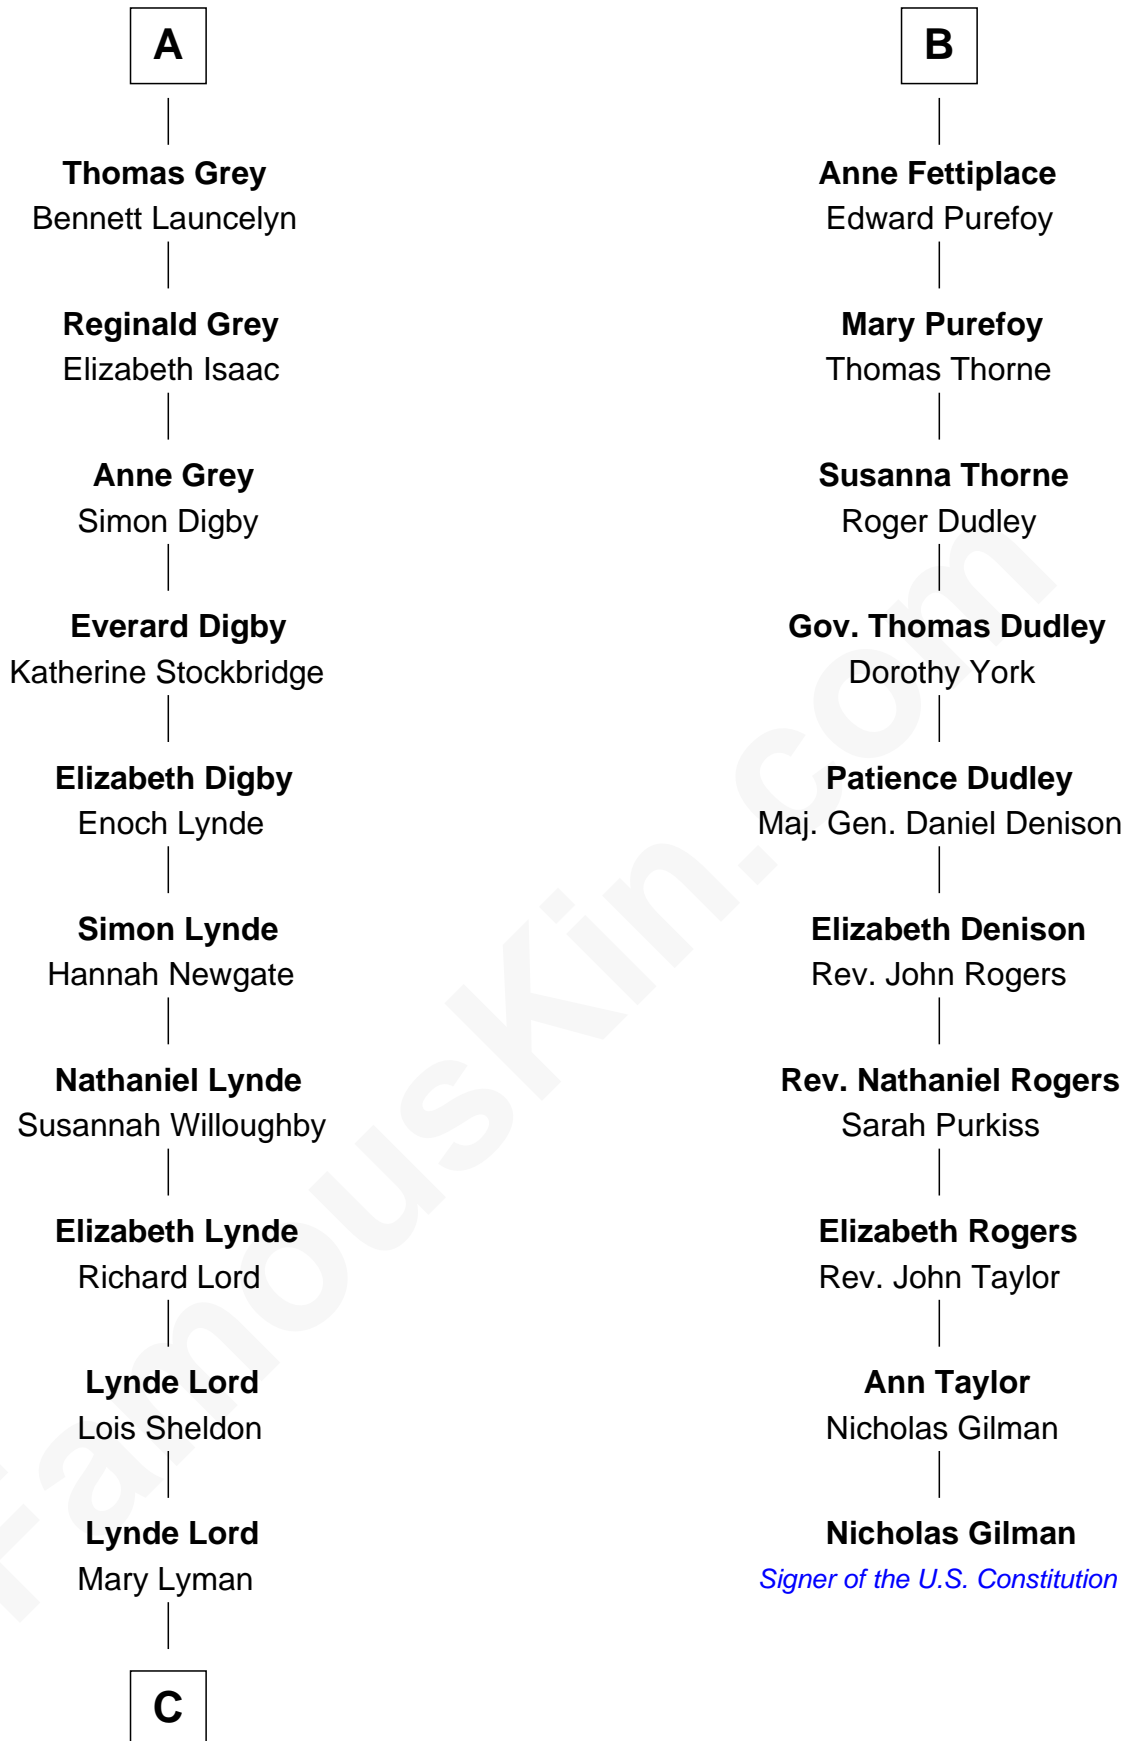 A
Thomas Grey
Bennett Launcelyn
Reginald Grey
Elizabeth Isaac
Anne Grey
Simon Digby
Everard Digby
Katherine Stockbridge
Elizabeth Digby
Enoch Lynde
Simon Lynde
Hannah Newgate
Nathaniel Lynde
Susannah Willoughby
Elizabeth Lynde
Richard Lord
Lynde Lord
Lois Sheldon
Lynde Lord
Mary Lyman
C
B
Anne Fettiplace
Edward Purefoy
Mary Purefoy
Thomas Thorne
Susanna Thorne
Roger Dudley
Gov. Thomas Dudley
Dorothy York
Patience Dudley
Maj. Gen. Daniel Denison
Elizabeth Denison
Rev. John Rogers
Rev. Nathaniel Rogers
Sarah Purkiss
Elizabeth Rogers
Rev. John Taylor
Ann Taylor
Nicholas Gilman
Nicholas Gilman
Signer of the U.S. Constitution
FamousKin.com